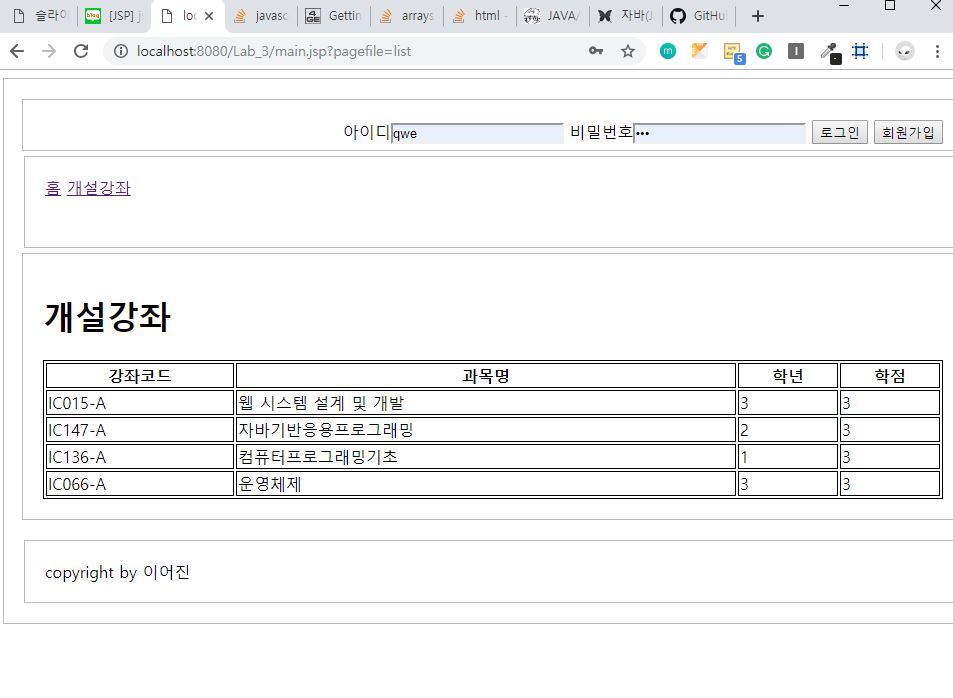 슬라이 blog [JSP] j loc javasc Gettin arrays html - JAVA/ 자바(J GitHu
localhost:8080/Lab_3/main.jsp?pagefile=list
5
아이디 qwe 비밀번호 ••• 로그인 회원가입
홈 개설강좌
개설강좌
강좌코드 과목명 학년 학점
IC015-A 웹 시스템 설계 및 개발 3 3
IC147-A 자바기반응용프로그래밍 2 3
IC136-A 컴퓨터프로그래밍기초 1 3
IC066-A 운영체제 3 3
copyright by 이어진